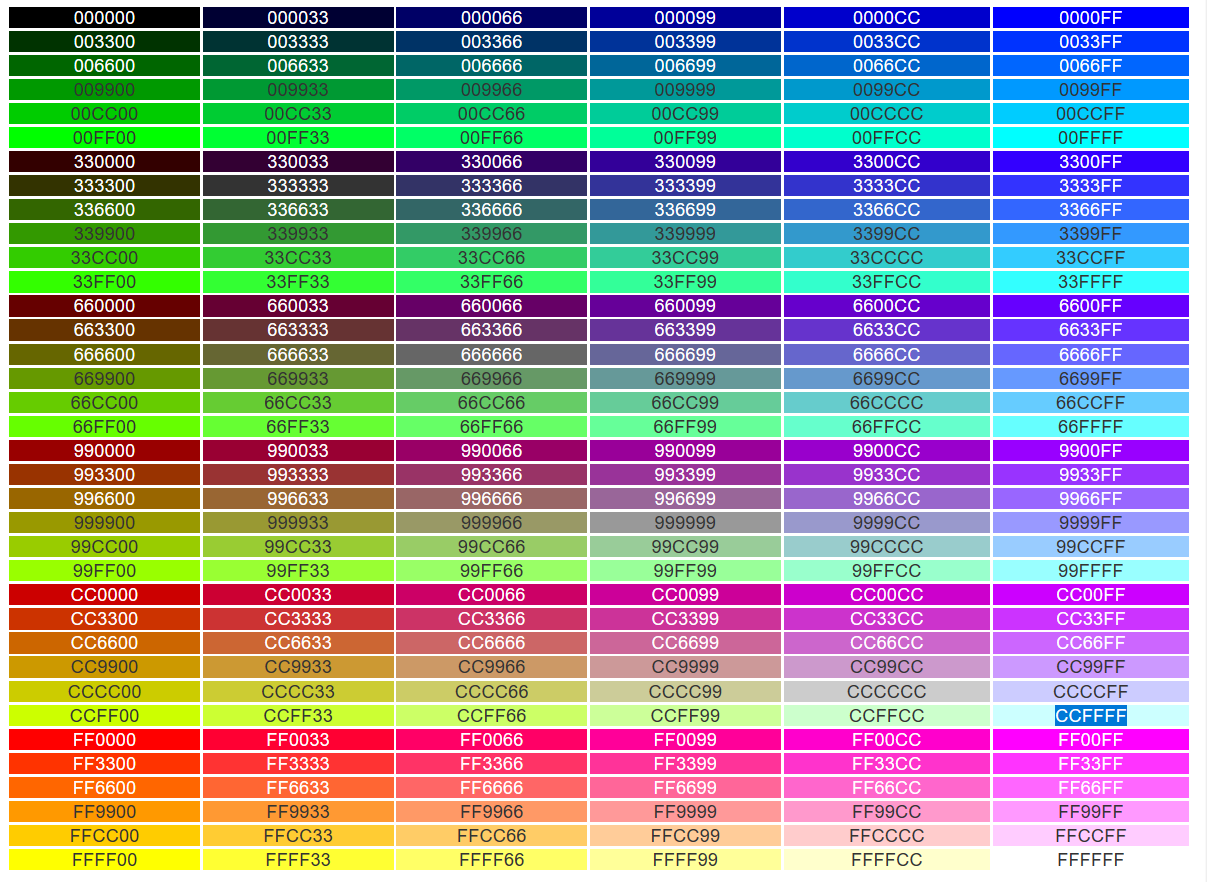 000000 000033 000066 000099 0000CC 0000FF
003300 003333 003366 003399 0033CC 0033FF
006600 006633 006666 006699 0066CC 0066FF
009900 009933 009966 009999 0099CC 0099FF
00CC00 00CC33 00CC66 00CC99 00CCCC 00CCFF
00FF00 00FF33 00FF66 00FF99 00FFCC 00FFFF
330000 330033 330066 330099 3300CC 3300FF
333300 333333 333366 333399 3333CC 3333FF
336600 336633 336666 336699 3366CC 3366FF
339900 339933 339966 339999 3399CC 3399FF
33CC00 33CC33 33CC66 33CC99 33CCCC 33CCFF
33FF00 33FF33 33FF66 33FF99 33FFCC 33FFFF
660000 660033 660066 660099 6600CC 6600FF
663300 663333 663366 663399 6633CC 6633FF
666600 666633 666666 666699 6666CC 6666FF
669900 669933 669966 669999 6699CC 6699FF
66CC00 66CC33 66CC66 66CC99 66CCCC 66CCFF
66FF00 66FF33 66FF66 66FF99 66FFCC 66FFFF
990000 990033 990066 990099 9900CC 9900FF
993300 993333 993366 993399 9933CC 9933FF
996600 996633 996666 996699 9966CC 9966FF
999900 999933 999966 999999 9999CC 9999FF
99CC00 99CC33 99CC66 99CC99 99CCCC 99CCFF
99FF00 99FF33 99FF66 99FF99 99FFCC 99FFFF
CC0000 CC0033 CC0066 CC0099 CC00CC CC00FF
CC3300 CC3333 CC3366 CC3399 CC33CC CC33FF
CC6600 CC6633 CC6666 CC6699 CC66CC CC66FF
CC9900 CC9933 CC9966 CC9999 CC99CC CC99FF
CCCC00 CCCC33 CCCC66 CCCC99 CCCCCC CCCCFF
CCFF00 CCFF33 CCFF66 CCFF99 CCFFCC CCFFFF
FF0000 FF0033 FF0066 FF0099 FF00CC FF00FF
FF3300 FF3333 FF3366 FF3399 FF33CC FF33FF
FF6600 FF6633 FF6666 FF6699 FF66CC FF66FF
FF9900 FF9933 FF9966 FF9999 FF99CC FF99FF
FFCC00 FFCC33 FFCC66 FFCC99 FFCCCC FFCCFF
FFFF00 FFFF33 FFFF66 FFFF99 FFFFCC FFFFFF